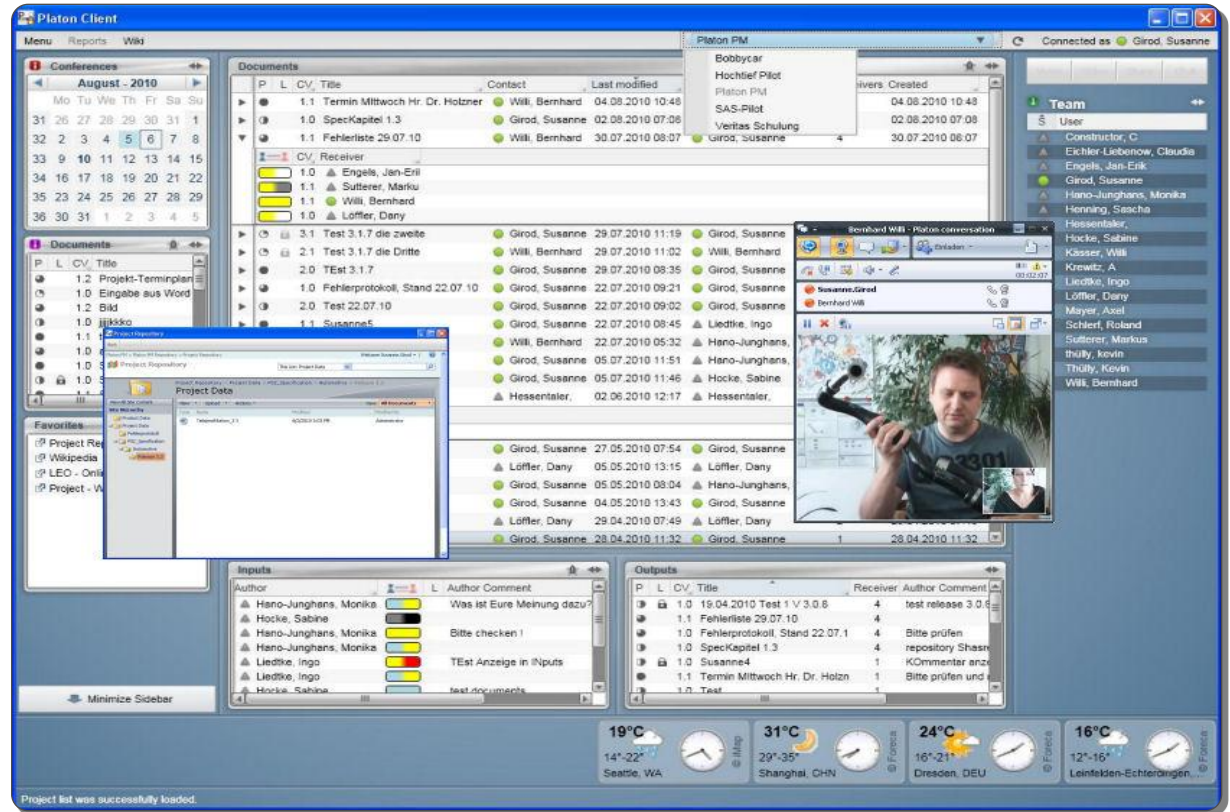 Platon Client
Menu Reports Wiki
Platon PM
Connected as Girod, Susanne
Bobbycar
Hochtief Pilot
Platon PM
SAS-Pilot
Veritas Schulung
Conferences
August - 2010
Mo Tu We Th Fr Sa Su
31 26 27 28 29 30 31 1
32 2 3 4 5 6 7 8
33 9 10 11 12 13 14 15
34 16 17 18 19 20 21 22
35 23 24 25 26 27 28 29
36 30 31 1 2 3 4 5
Documents
P L CV Title
1.2 Projekt-Terminplan
1.0 Eingabe aus Word
1.2 Bild
1.0 jijikkko
1.1
1.0
1.0
1.0
Favorites
Project Re
Wikipedia
LEO - Onli
Project - W
Minimize Sidebar
Documents
P L CV Title Contact Last modified ivers Created
1.1 Termin Mittwoch Hr. Dr. Holzner Willi, Bernhard 04.08.2010 10:48 04.08.2010 10:48
1.0 SpecKapitel 1.3 Girod, Susanne 02.08.2010 07:08 02.08.2010 07:08
1.1 Fehlerliste 29.07.10 Willi, Bernhard 30.07.2010 08:07 Girod, Susanne 4 30.07.2010 08:07
CV Receiver
1.0 Engels, Jan-Eril
1.1 Sutterer, Marku
1.1 Willi, Bernhard
1.0 Löffler, Dany
3.1 Test 3.1.7 die zweite Girod, Susanne 29.07.2010 11:19 Girod, Susanne
2.1 Test 3.1.7 die Dritte Willi, Bernhard 29.07.2010 11:02 Willi, Bernhard
2.0 TEst 3.1.7 Girod, Susanne 29.07.2010 08:35 Girod, Susanne
1.0 Fehlerprotokoll, Stand 22.07.10 Girod, Susanne 22.07.2010 09:21 Girod, Susanne
2.0 Test 22.07.10 Girod, Susanne 22.07.2010 09:02 Girod, Susanne
1.1 Susanne5 Girod, Susanne 22.07.2010 08:45 Liedtke, Ingo
Willi, Bernhard 22.07.2010 05:32 Hano-Junghans,
Girod, Susanne 05.07.2010 11:51 Hano-Junghans,
Girod, Susanne 05.07.2010 11:46 Hocke, Sabine
Hessentaler, 02.06.2010 12:17 Hessentaler,
Girod, Susanne 27.05.2010 07:54 Girod, Susanne
Löffler, Dany 05.05.2010 13:15 Löffler, Dany
Girod, Susanne 05.05.2010 08:04 Hano-Junghans,
Girod, Susanne 04.05.2010 13:43 Girod, Susanne
Löffler, Dany 29.04.2010 07:49 Löffler, Dany
Girod, Susanne 28.04.2010 11:32 Girod, Susanne 1 28.04.2010 11:32
Project Repository
Project Repository
Project Data
Bernhard Willi - Platon conversation
Einladen
00:02:07
Susanne.Girod
Bernhard Willi
Team
User
Constructor, C
Eichler-Liebenow, Claudia
Engels, Jan-Erik
Girod, Susanne
Hano-Junghans, Monika
Henning, Sascha
Hessentaler,
Hocke, Sabine
Kässer, Willi
Krewitz, A
Liedtke, Ingo
Löffler, Dany
Mayer, Axel
Schlerf, Roland
Sutterer, Markus
thülly, kevin
Thülly, Kevin
Willi, Bernhard
Inputs
Author L Author Comment
Hano-Junghans, Monika Was ist Eure Meinung dazu?
Hocke, Sabine
Hano-Junghans, Monika Bitte checken !
Hano-Junghans, Monika
Liedtke, Ingo TEst Anzeige in INputs
Liedtke, Ingo
Hocke, Sabine test documents
Outputs
P L CV Title Receiver Author Comment
1.0 19.04.2010 Test 1 V 3.0.6 4 test release 3.0.6
1.1 Fehlerliste 29.07.10 4
1.0 Fehlerprotokoll, Stand 22.07.1 4 Bitte prüfen
1.0 SpecKapitel 1.3 4 repository Shasre
1.0 Susanne4 1 KOmmentar anze
1.1 Termin Mittwoch Hr. Dr. Holzn 1 Bitte prüfen und
1.0 Test 1
19°C
14°-22°
Seattle, WA
© iMap
31°C
29°-35°
Shanghai, CHN
© Foreca
24°C
16°-21°
Dresden, DEU
© Foreca
16°C
12°-16°
Leinfelden-Echterdingen,
© Foreca
Project list was successfully loaded.